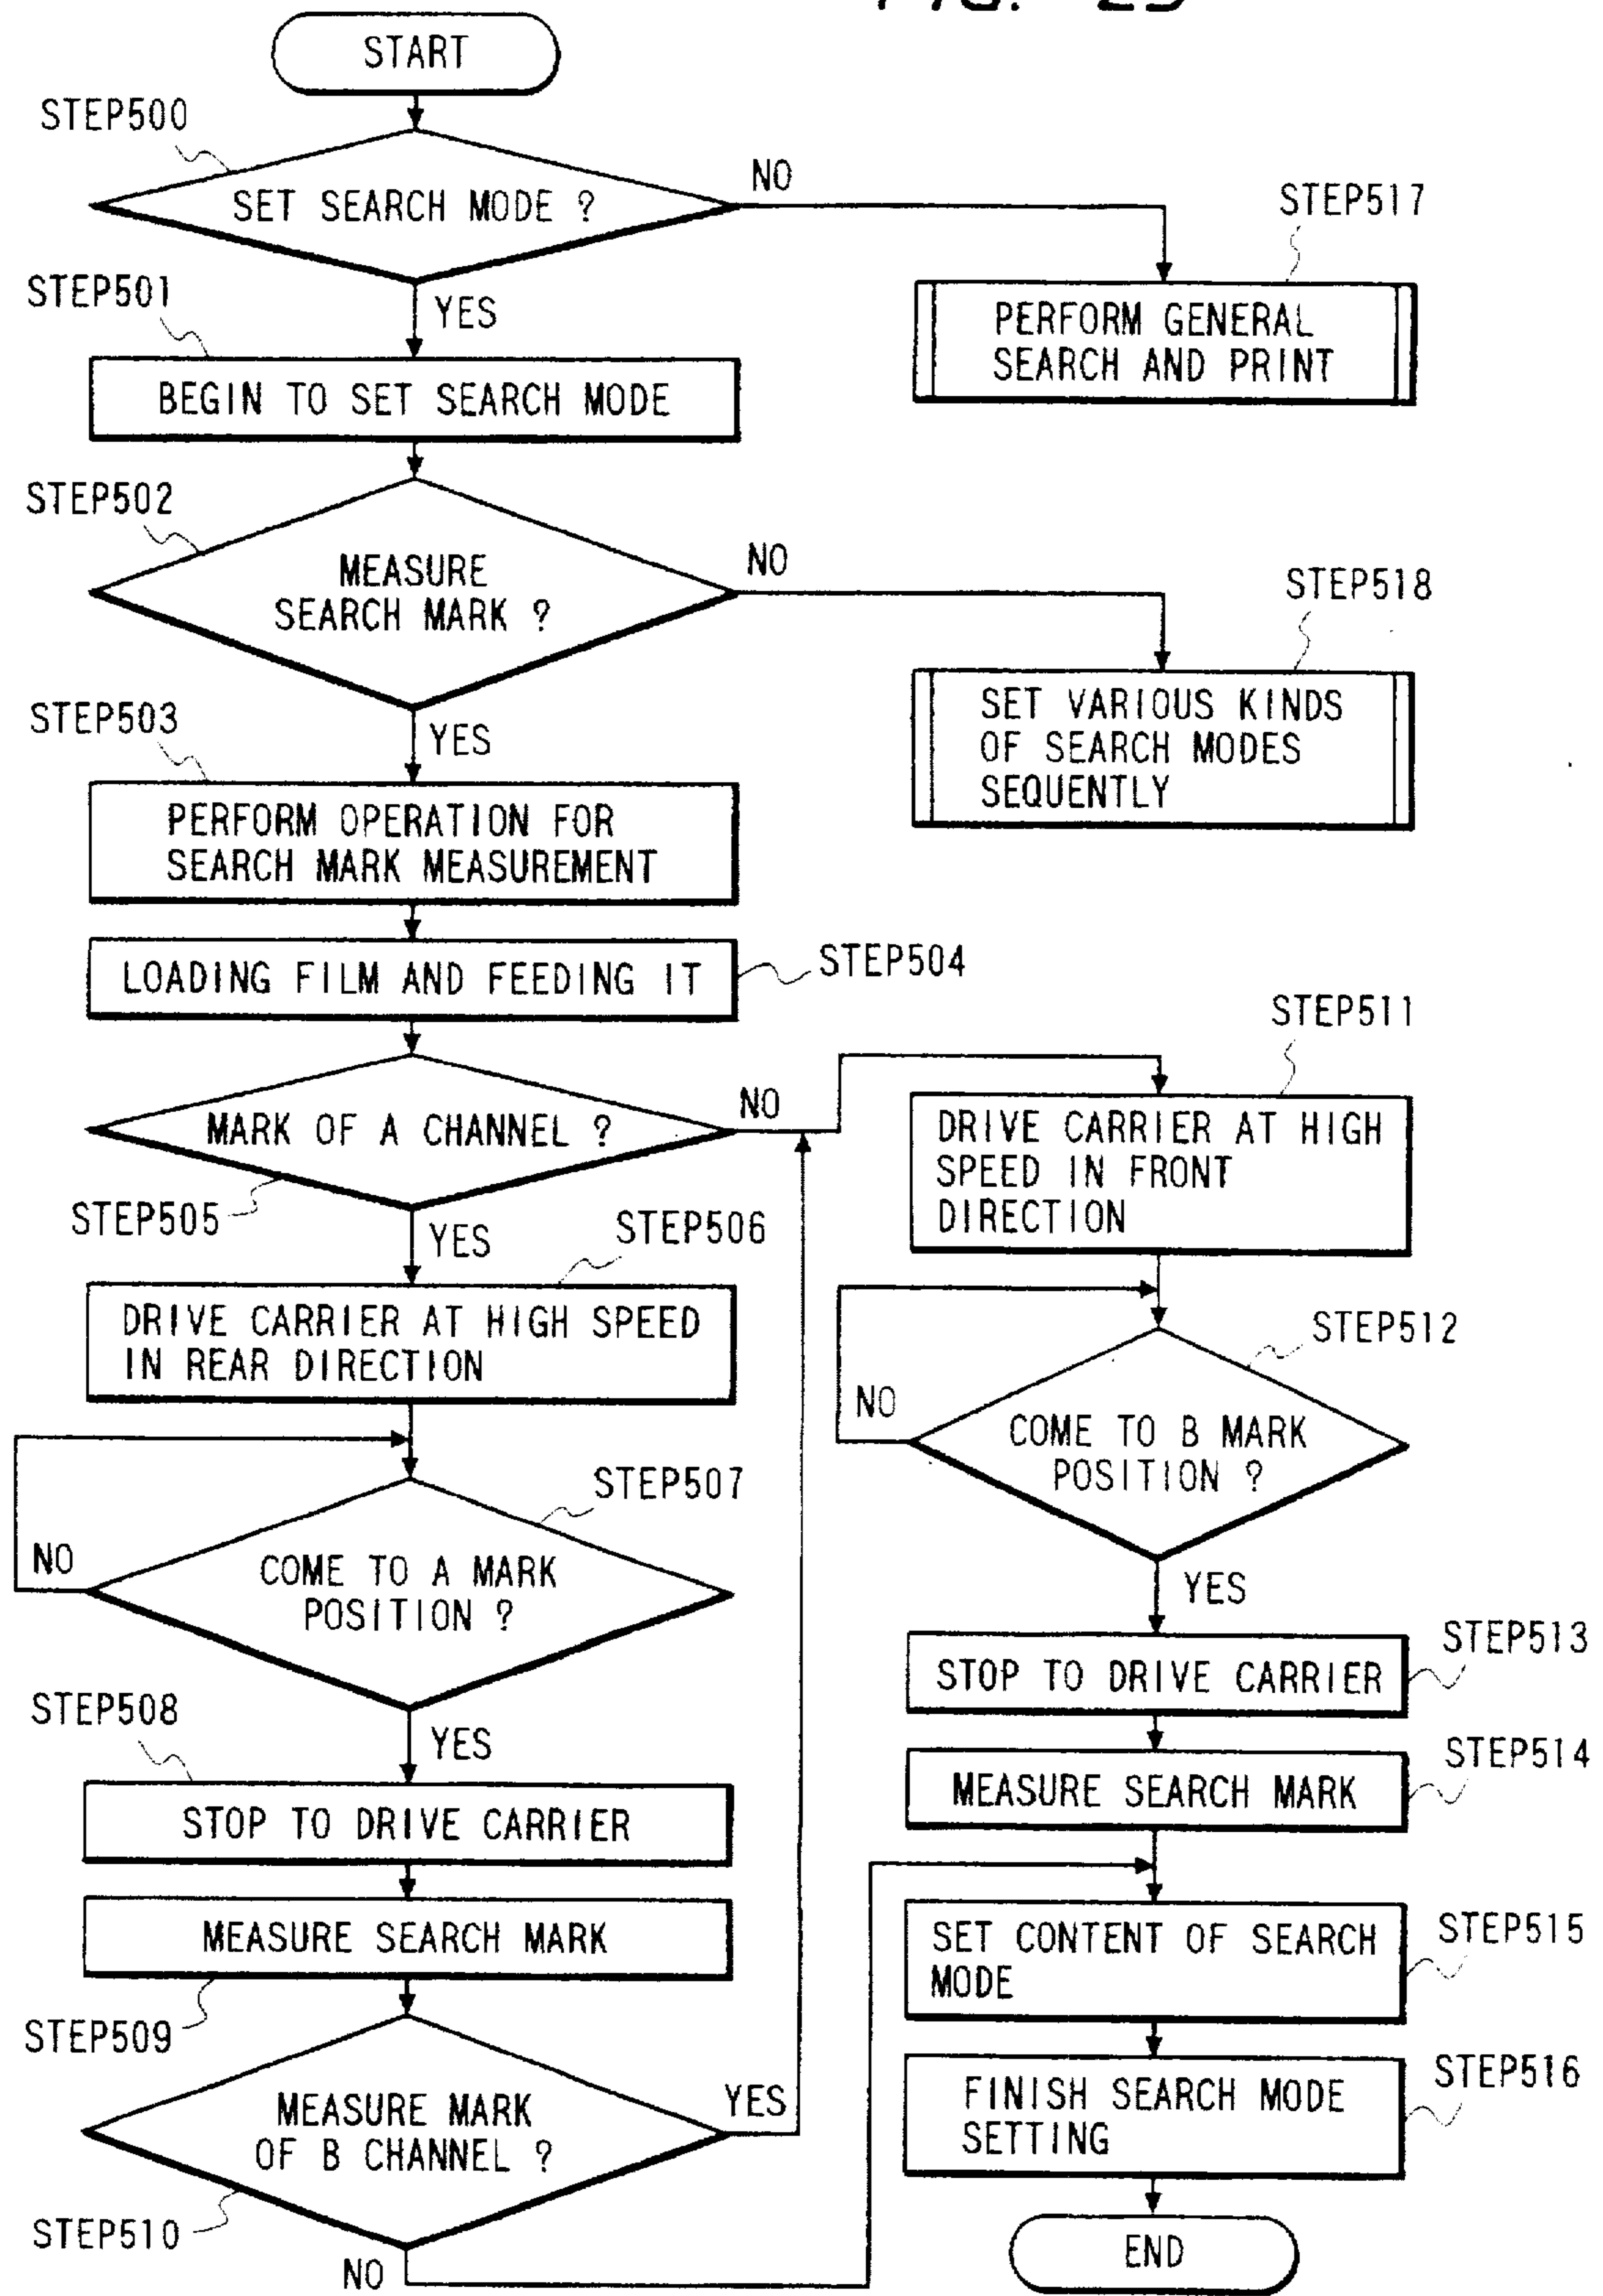 START
STEP500
SET SEARCH MODE ?
NO
STEP517
PERFORM GENERAL
SEARCH AND PRINT
YES
STEP501
BEGIN TO SET SEARCH MODE
STEP502
MEASURE
SEARCH MARK ?
NO
STEP518
SET VARIOUS KINDS
OF SEARCH MODES
SEQUENTLY
YES
STEP503
PERFORM OPERATION FOR
SEARCH MARK MEASUREMENT
LOADING FILM AND FEEDING IT
STEP504
MARK OF A CHANNEL ?
NO
STEP505
YES
STEP506
DRIVE CARRIER AT HIGH SPEED
IN REAR DIRECTION
STEP507
COME TO A MARK
POSITION ?
NO
YES
STEP508
STOP TO DRIVE CARRIER
MEASURE SEARCH MARK
STEP509
MEASURE MARK
OF B CHANNEL ?
YES
STEP510
NO
STEP511
DRIVE CARRIER AT HIGH
SPEED IN FRONT
DIRECTION
STEP512
COME TO B MARK
POSITION ?
NO
YES
STEP513
STOP TO DRIVE CARRIER
STEP514
MEASURE SEARCH MARK
STEP515
SET CONTENT OF SEARCH
MODE
STEP516
FINISH SEARCH MODE
SETTING
END